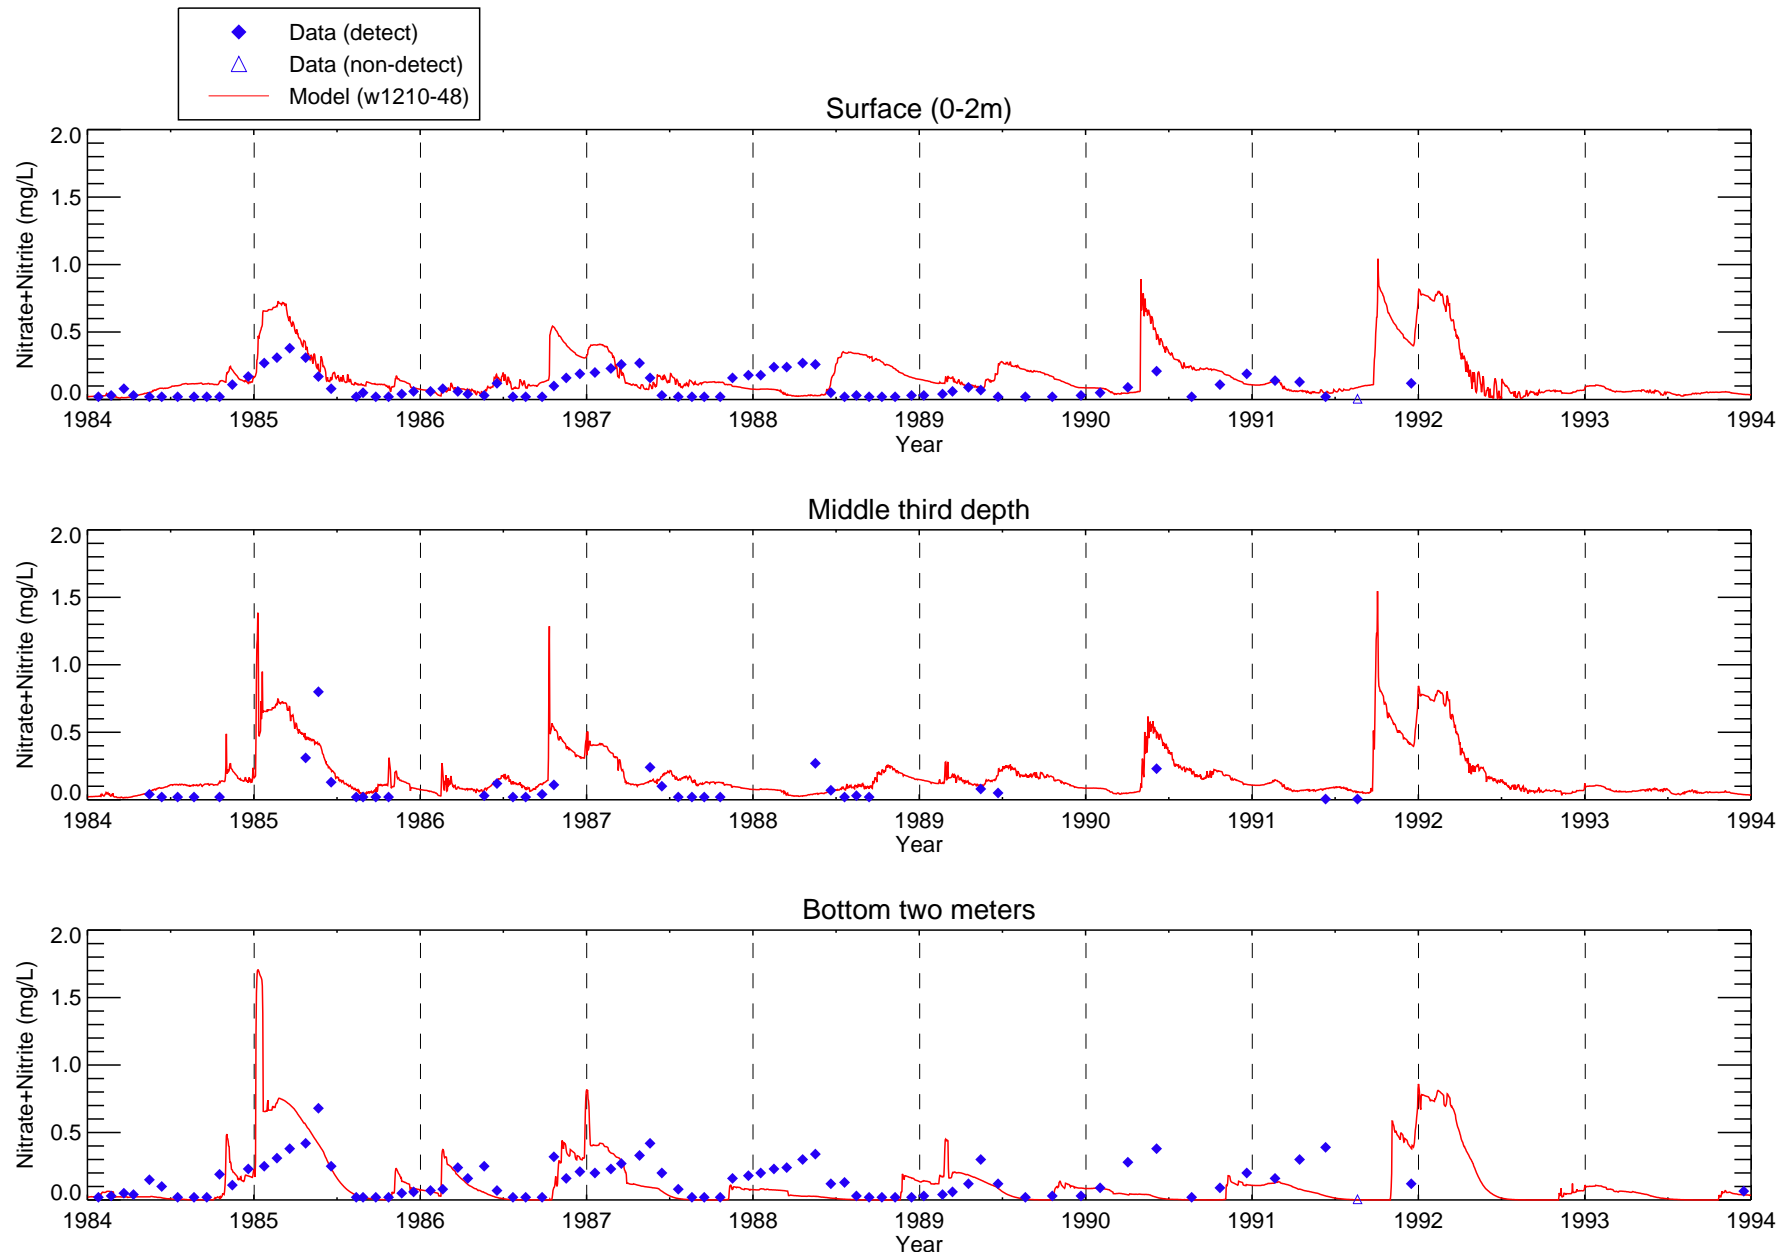 Data (detect)
Data (non-detect)
Model (w1210-48)
Surface (0-2m)
Nitrate+Nitrite (mg/L)
2.0
1.5
1.0
0.5
0.0
1984 1985 1986 1987 1988 1989 1990 1991 1992 1993 1994
Year
Middle third depth
Nitrate+Nitrite (mg/L)
2.0
1.5
1.0
0.5
0.0
1984 1985 1986 1987 1988 1989 1990 1991 1992 1993 1994
Year
Bottom two meters
Nitrate+Nitrite (mg/L)
2.0
1.5
1.0
0.5
0.0
1984 1985 1986 1987 1988 1989 1990 1991 1992 1993 1994
Year